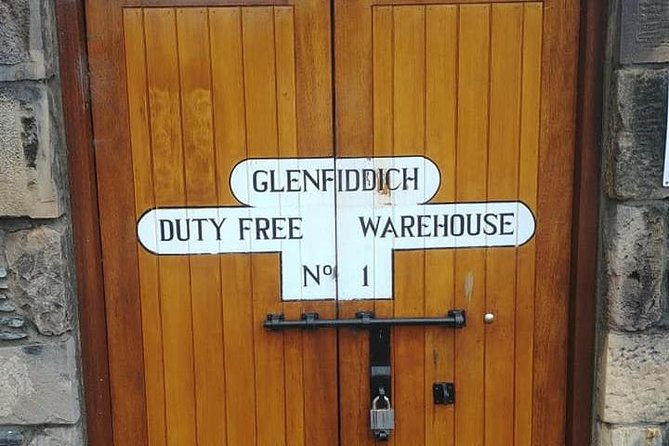 GLENFIDDICH
DUTY FREE WAREHOUSE
Nº 1